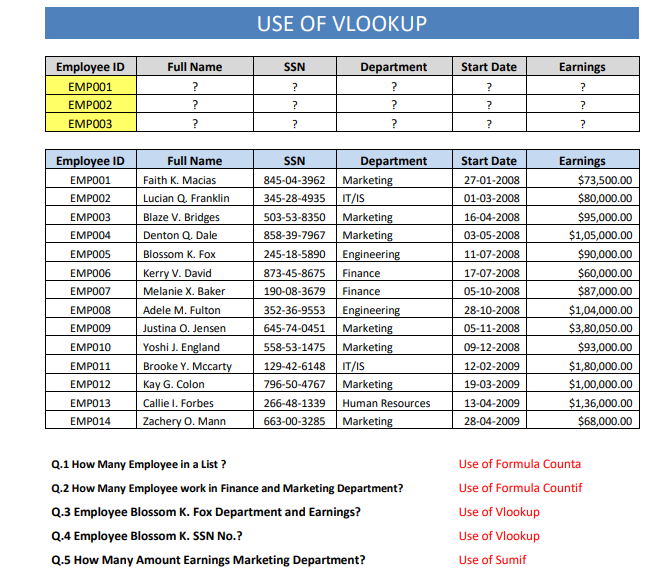 USE OF VLOOKUP
Employee ID Full Name SSN Department Start Date Earnings
EMP001 ? ? ? ? ?
EMP002 ? ? ? ? ?
EMP003 ? ? ? ? ?
Employee ID Full Name SSN Department Start Date Earnings
EMP001 Faith K. Macias 845-04-3962 Marketing 27-01-2008 $73,500.00
EMP002 Lucian Q. Franklin 345-28-4935 IT/IS 01-03-2008 $80,000.00
EMP003 Blaze V. Bridges 503-53-8350 Marketing 16-04-2008 $95,000.00
EMP004 Denton Q. Dale 858-39-7967 Marketing 03-05-2008 $1,05,000.00
EMP005 Blossom K. Fox 245-18-5890 Engineering 11-07-2008 $90,000.00
EMP006 Kerry V. David 873-45-8675 Finance 17-07-2008 $60,000.00
EMP007 Melanie X. Baker 190-08-3679 Finance 05-10-2008 $87,000.00
EMP008 Adele M. Fulton 352-36-9553 Engineering 28-10-2008 $1,04,000.00
EMP009 Justina O. Jensen 645-74-0451 Marketing 05-11-2008 $3,80,050.00
EMP010 Yoshi J. England 558-53-1475 Marketing 09-12-2008 $93,000.00
EMP011 Brooke Y. Mccarty 129-42-6148 IT/IS 12-02-2009 $1,80,000.00
EMP012 Kay G. Colon 796-50-4767 Marketing 19-03-2009 $1,00,000.00
EMP013 Callie I. Forbes 266-48-1339 Human Resources 13-04-2009 $1,36,000.00
EMP014 Zachery O. Mann 663-00-3285 Marketing 28-04-2009 $68,000.00
Q.1 How Many Employee in a List ? Use of Formula Counta
Q.2 How Many Employee work in Finance and Marketing Department? Use of Formula Countif
Q.3 Employee Blossom K. Fox Department and Earnings? Use of Vlookup
Q.4 Employee Blossom K. SSN No.? Use of Vlookup
Q.5 How Many Amount Earnings Marketing Department? Use of Sumif